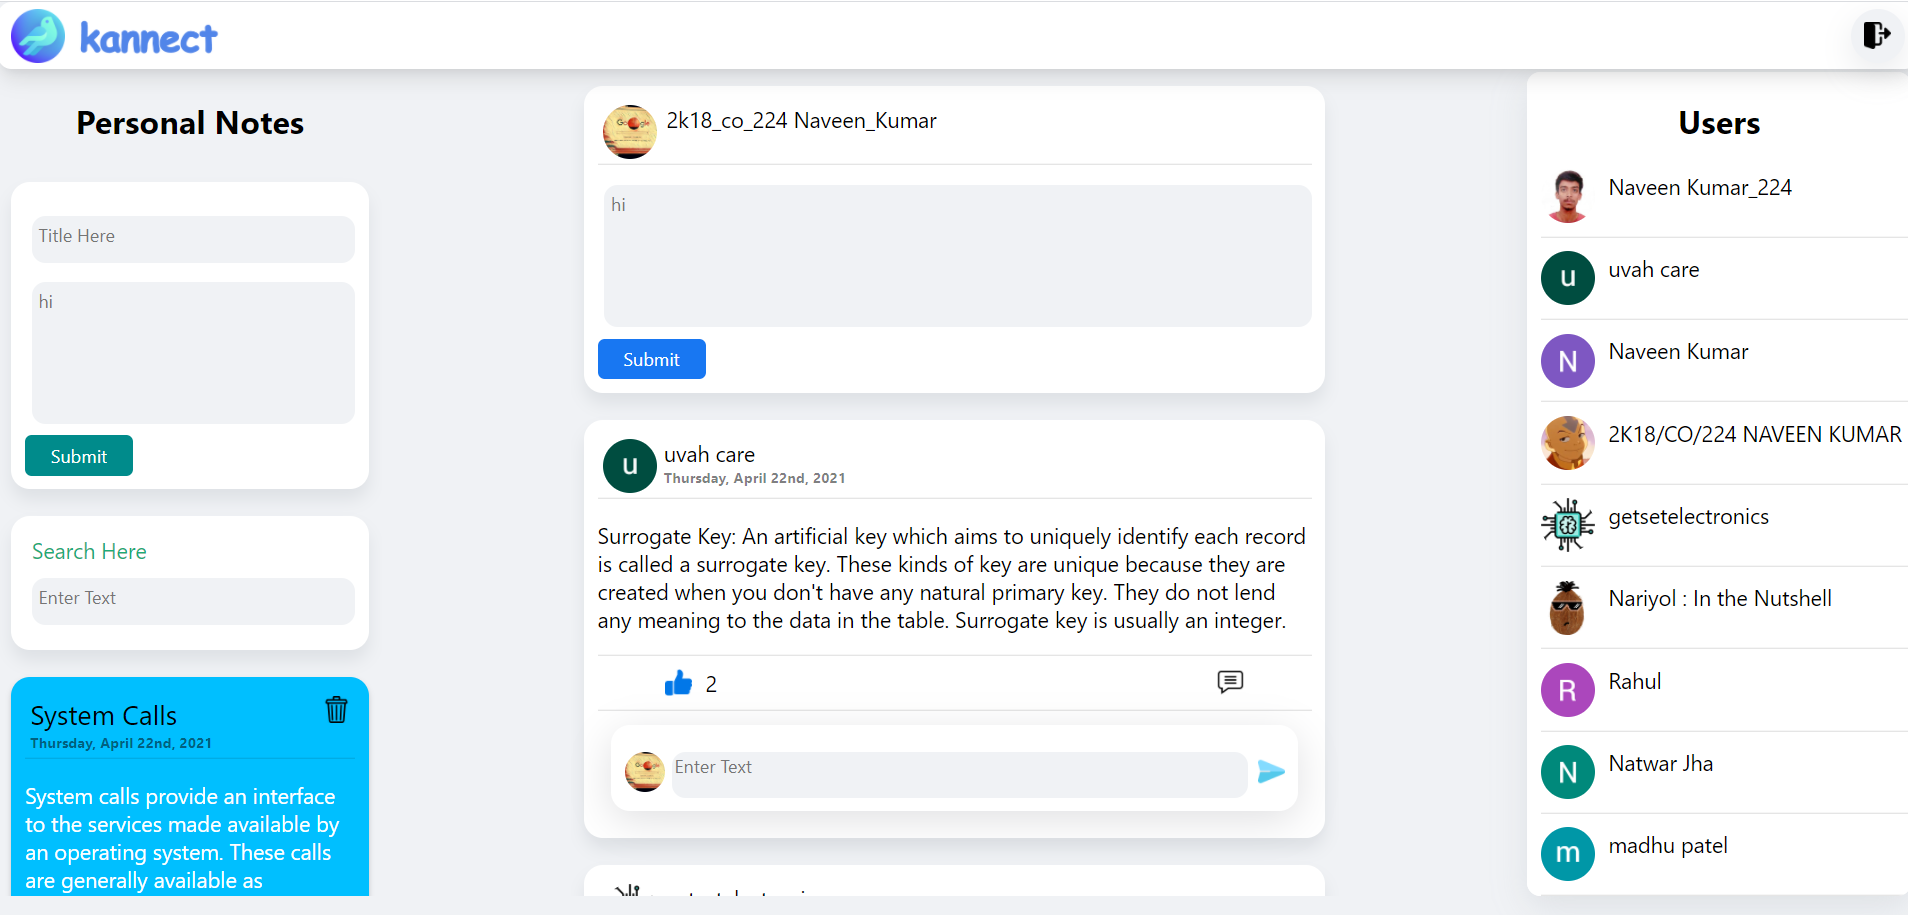 kannect
Personal Notes
Title Here
hi
Submit
Search Here
Enter Text
System Calls
Thursday, April 22nd, 2021
System calls provide an interface
to the services made available by
an operating system. These calls
are generally available as
2k18_co_224 Naveen_Kumar
hi
Submit
u
uvah care
Thursday, April 22nd, 2021
Surrogate Key: An artificial key which aims to uniquely identify each record
is called a surrogate key. These kinds of key are unique because they are
created when you don't have any natural primary key. They do not lend
any meaning to the data in the table. Surrogate key is usually an integer.
2
Enter Text
Users
Naveen Kumar_224
u
uvah care
N
Naveen Kumar
2K18/CO/224 NAVEEN KUMAR
getsetelectronics
Nariyol : In the Nutshell
R
Rahul
N
Natwar Jha
m
madhu patel